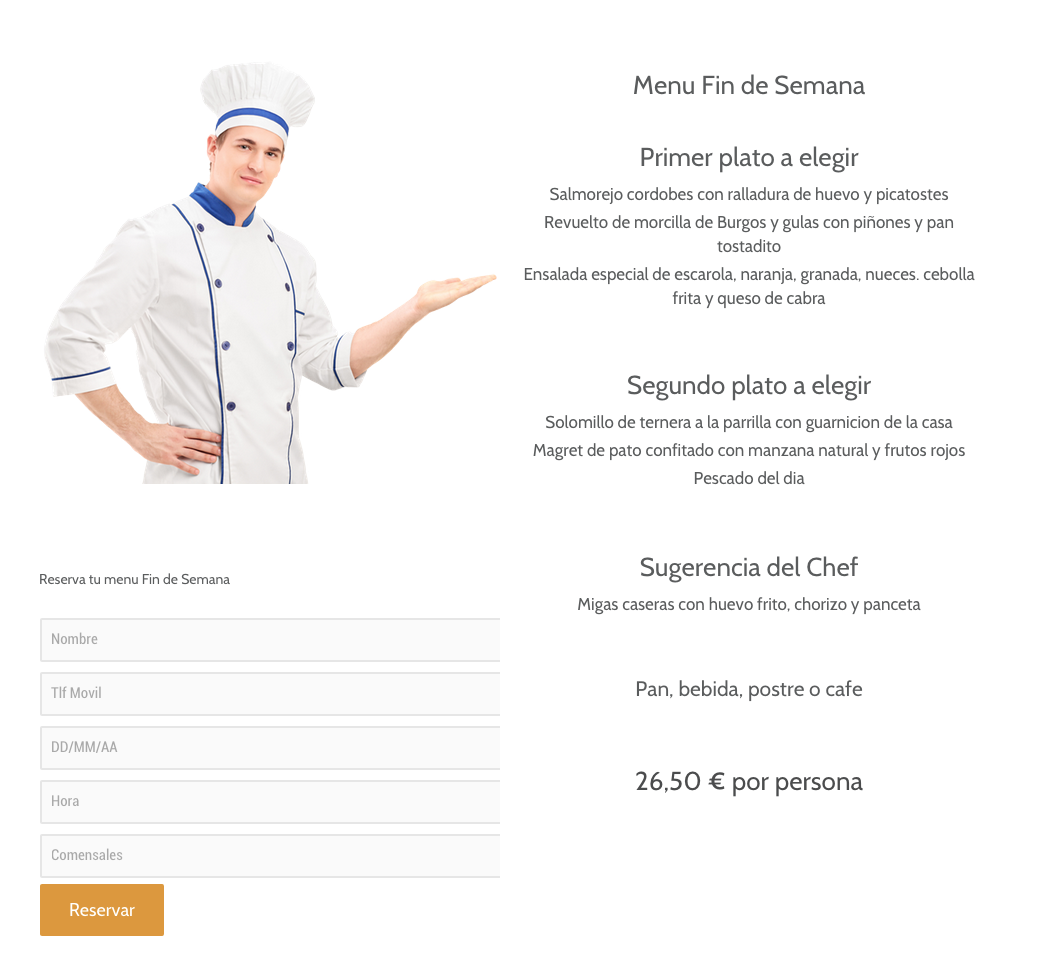 Menu Fin de Semana
Primer plato a elegir
Salmorejo cordobes con ralladura de huevo y picatostes
Revuelto de morcilla de Burgos y gulas con piñones y pan
tostadito
Ensalada especial de escarola, naranja, granada, nueces. cebolla
frita y queso de cabra
Segundo plato a elegir
Solomillo de ternera a la parrilla con guarnicion de la casa
Magret de pato confitado con manzana natural y frutos rojos
Pescado del dia
Sugerencia del Chef
Migas caseras con huevo frito, chorizo y panceta
Pan, bebida, postre o cafe
26,50 € por persona
Reserva tu menu Fin de Semana
Nombre
Tlf Movil
DD/MM/AA
Hora
Comensales
Reservar